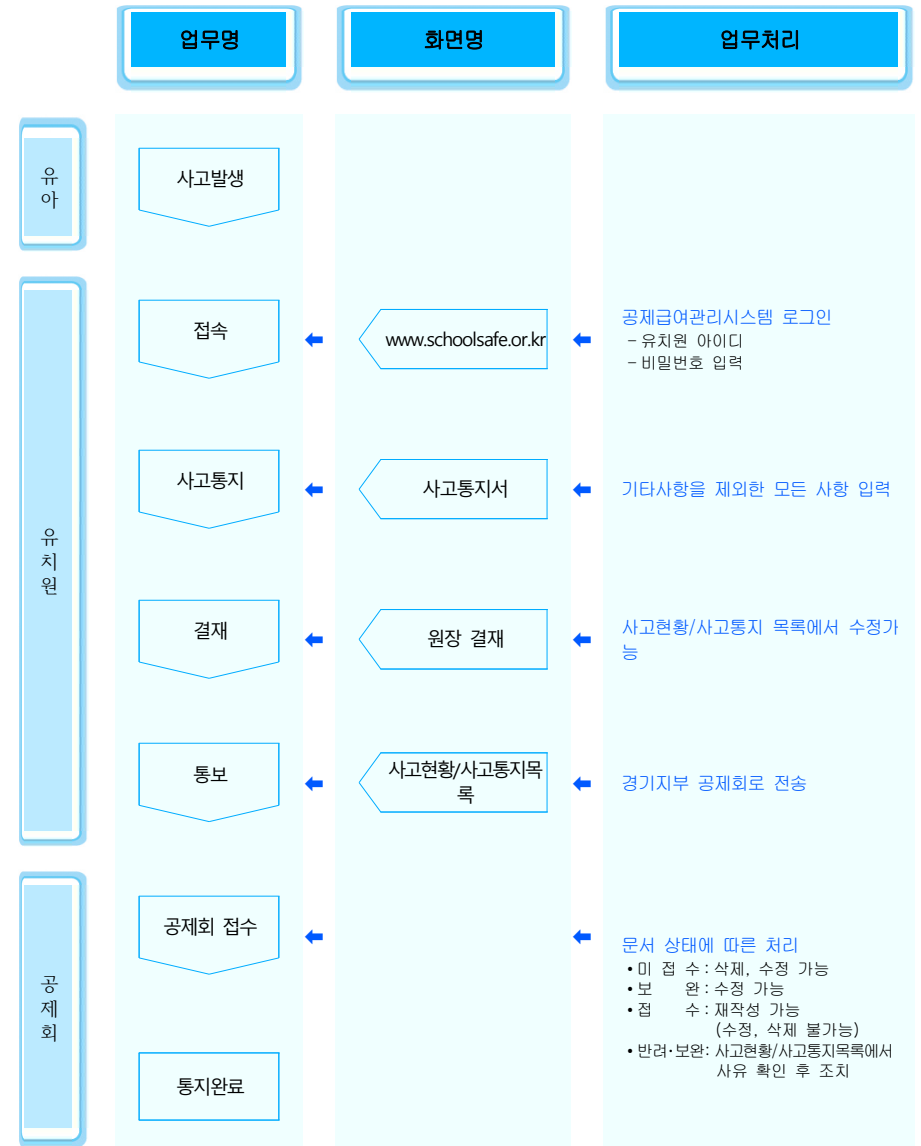 업무명
화면명
업무처리
유
아
사고발생
유
치
원
접속
www.schoolsafe.or.kr
공제급여관리시스템 로그인
- 유치원 아이디
- 비밀번호 입력
사고통지
사고통지서
기타사항을 제외한 모든 사항 입력
결재
원장 결재
사고현황/사고통지 목록에서 수정가
능
통보
사고현황/사고통지목
록
경기지부 공제회로 전송
공
제
회
공제회 접수
문서 상태에 따른 처리
•미 접 수 : 삭제, 수정 가능
•보 완 : 수정 가능
•접 수 : 재작성 가능
(수정, 삭제 불가능)
•반려·보완: 사고현황/사고통지목록에서
사유 확인 후 조치
통지완료